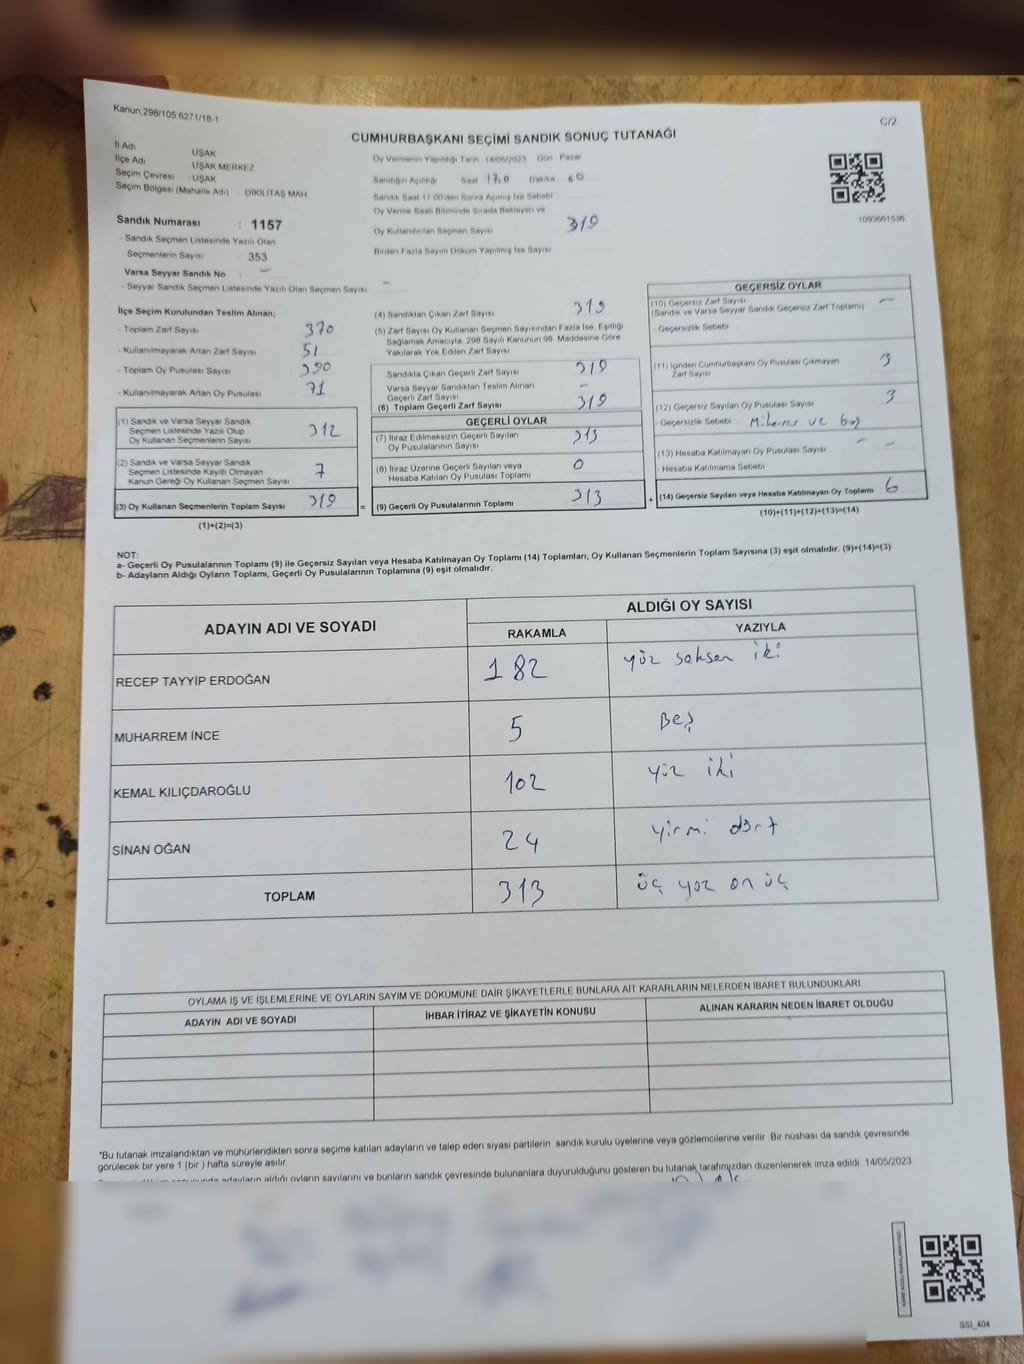 Kanun,298/105,6271/18-1
C/2
CUMHURBAŞKANI SEÇİMİ SANDIK SONUÇ TUTANAĞI
İl Adı UŞAK
İlçe Adı UŞAK MERKEZ
Seçim Çevresi : UŞAK
Seçim Bölgesi (Mahalle Adı) DİKİLİTAŞ MAH
Sandık Numarası : 1157
- Sandık Seçmen Listesinde Yazılı Olan
Seçmenlerin Sayısı : 353
Varsa Seyyar Sandık No : —
- Seyyar Sandık Seçmen Listesinde Yazılı Olan Seçmen Sayısı –
Oy Vermenin Yapıldığı Tarih 14/05/2023 Gün : Pazar
Sandığın Açıldığı Saat 17,0 Dakika
Sandık Saat 17:00'den Sonra Açımış İse Sebebi
Oy Verme Saati Bitiminde Sırada Bekleyen ve
Oy Kullandırılan Seçmen Sayısı 319
Birden Fazla Sayım Döküm Yapılmış İse Sayısı
1093661536
İlçe Seçim Kurulundan Teslim Alınan;
- Toplam Zarf Sayısı 370
- Kullanılmayarak Artan Zarf Sayısı 51
- Toplam Oy Pusulası Sayısı 390
- Kullanılmayarak Artan Oy Pusulası 71
(1) Sandık ve Varsa Seyyar Sandık
Seçmen Listesinde Yazılı Olup
Oy Kullanan Seçmenlerin Sayısı 312
(2) Sandık ve Varsa Seyyar Sandık
Seçmen Listesinde Kayıtlı Olmayan
Kanun Gereği Oy Kullanan Seçmen Sayısı 7
(3) Oy Kullanan Seçmenlerin Toplam Sayısı 319
(1)+(2)=(3)
(4) Sandıktan Çıkan Zarf Sayısı 319
(5) Zarf Sayısı Oy Kullanan Seçmen Sayısından Fazla İse, Eşitliği
Sağlamak Amacıyla, 298 Sayılı Kanunun 98. Maddesine Göre
Yakılarak Yok Edilen Zarf Sayısı
Sandıkta Çıkan Geçerli Zarf Sayısı 319
Varsa Seyyar Sandıktan Teslim Alınan
Geçerli Zarf Sayısı –
(6) Toplam Geçerli Zarf Sayısı 319
GEÇERLİ OYLAR
(7) İtiraz Edilmeksizin Geçerli Sayılan
Oy Pusulalarının Sayısı 313
(8) İtiraz Üzerine Geçerli Sayılan veya
Hesaba Katılan Oy Pusulası Toplamı 0
= (9) Geçerli Oy Pusulalarının Toplamı 313
GEÇERSİZ OYLAR
(10) Geçersiz Zarf Sayısı —
(Sandık ve Varsa Seyyar Sandık Geçersiz Zarf Toplamı)
- Geçersizlik Sebebi
(11) İçinden Cumhurbaşkanı Oy Pusulası Çıkmayan
Zarf Sayısı 3
(12) Geçersiz Sayılan Oy Pusulası Sayısı 3
- Geçersizlik Sebebi ve boş
(13) Hesaba Katılmayan Oy Pusulası Sayısı – –
- Hesaba Katılmama Sebebi
+ (14) Geçersiz Sayılan veya Hesaba Katılmayan Oy Toplamı 6
(10)+(11)+(12)+(13)=(14)
NOT:
a- Geçerli Oy Pusulalarının Toplamı (9) ile Geçersiz Sayılan veya Hesaba Katılmayan Oy Toplamı (14) Toplamları, Oy Kullanan Seçmenlerin Toplam Sayısına (3) eşit olmalıdır. (9)+(14)=(3)
b- Adayların Aldığı Oyların Toplamı, Geçerli Oy Pusulalarının Toplamına (9) eşit olmalıdır.
ADAYIN ADI VE SOYADI ALDIĞI OY SAYISI
RAKAMLA YAZIYLA
RECEP TAYYİP ERDOĞAN 182 yüz seksen iki
MUHARREM İNCE 5 Beş
KEMAL KILIÇDAROĞLU 102 yüz iki
SİNAN OĞAN 24 yirmi dört
TOPLAM 313 üç yüz on üç
OYLAMA İŞ VE İŞLEMLERİNE VE OYLARIN SAYIM VE DÖKÜMÜNE DAİR ŞİKAYETLERLE BUNLARA AİT KARARLARIN NELERDEN İBARET BULUNDUKLARI
ADAYIN ADI VE SOYADI İHBAR İTİRAZ VE ŞİKAYETİN KONUSU ALINAN KARARIN NEDEN İBARET OLDUĞU
*Bu tutanak imzalandıktan ve mühürlendikten sonra seçime katılan adayların ve talep eden siyasi partilerin sandık kurulu üyelerine veya gözlemcilerine verilir. Bir nüshası da sandık çevresinde
görülecek bir yere 1 (bir ) hafta süreyle asılır
adayların aldığı oyların sayılarını ve bunların sandık çevresinde bulunanlara duyurulduğunu gösteren bu tutanak tarafımızdan düzenlenerek imza edildi. 14/05/2023
SSI_404